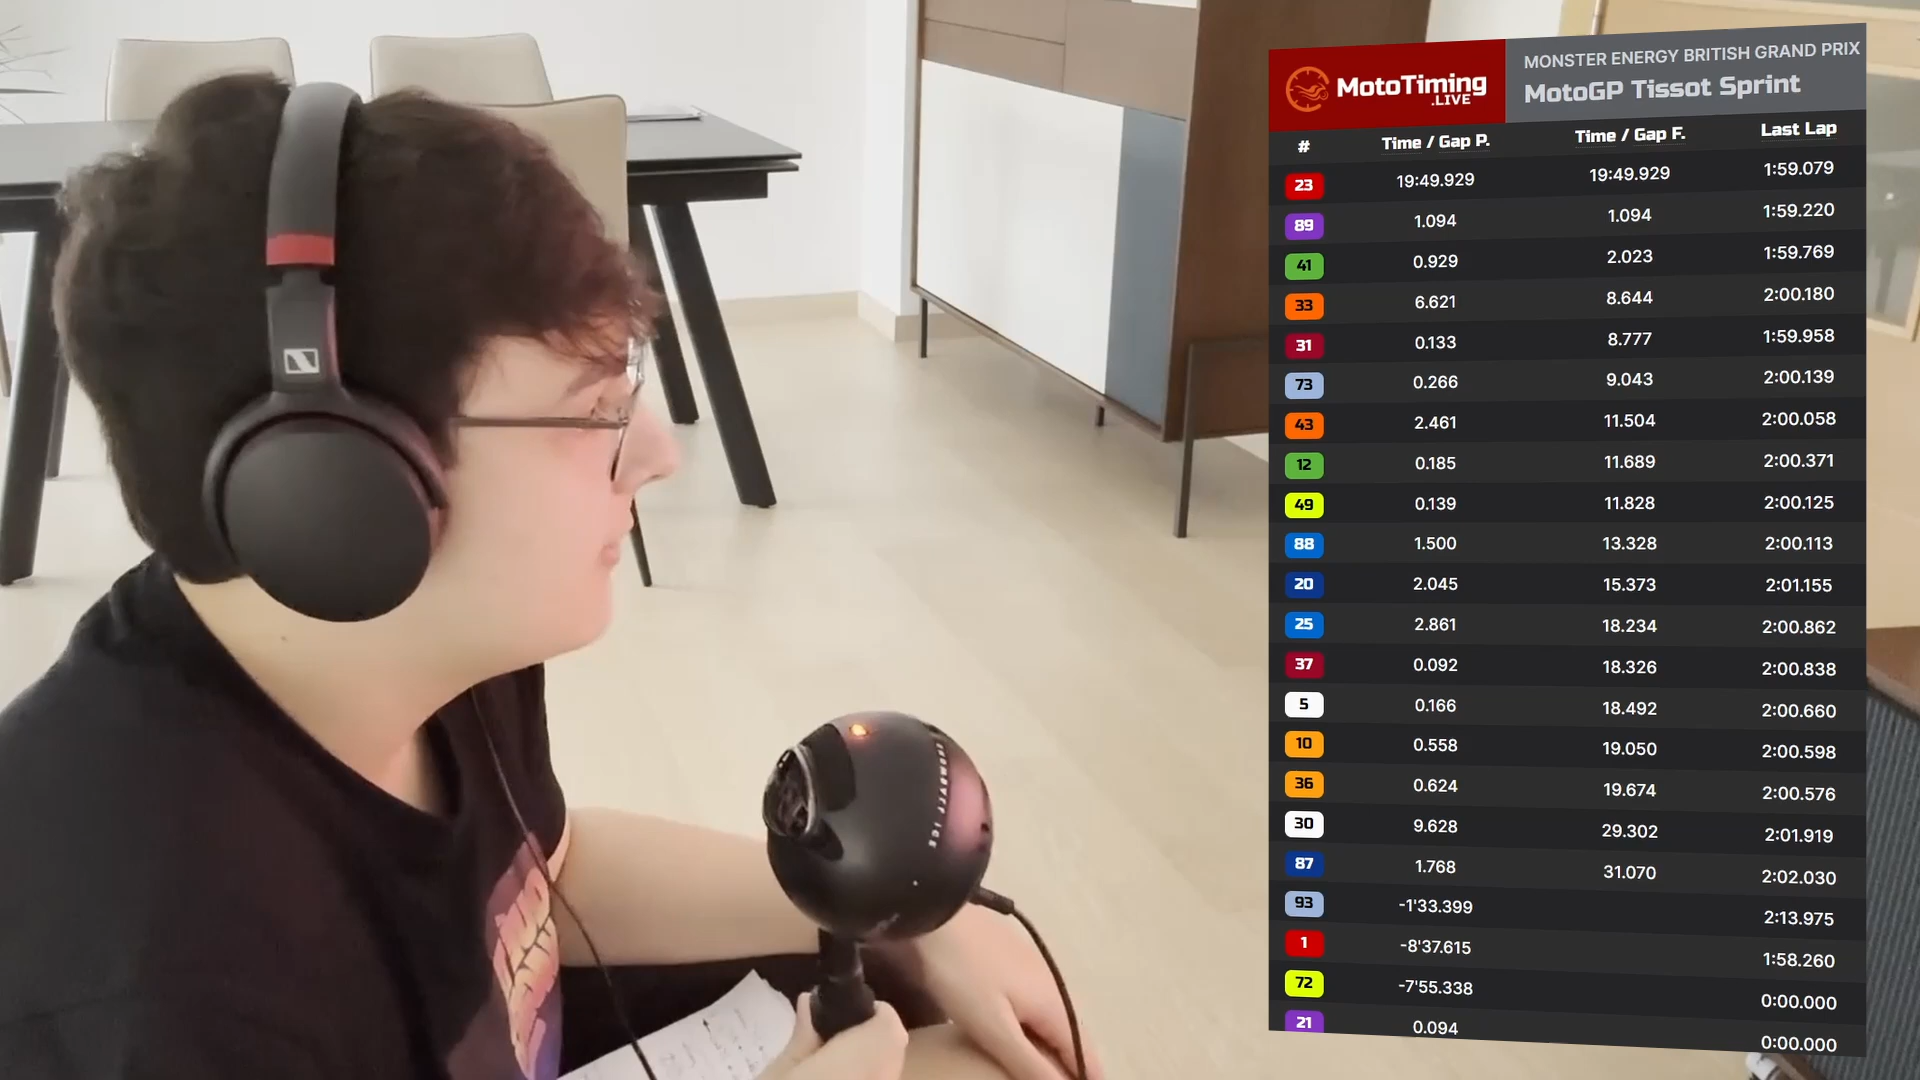 MotoTiming
.LIVE
MONSTER ENERGY BRITISH GRAND PRIX
MotoGP Tissot Sprint
# Time / Gap P. Time / Gap F. Last Lap
23 19:49.929 19:49.929 1:59.079
89 1.094 1.094 1:59.220
41 0.929 2.023 1:59.769
33 6.621 8.644 2:00.180
31 0.133 8.777 1:59.958
73 0.266 9.043 2:00.139
43 2.461 11.504 2:00.058
12 0.185 11.689 2:00.371
49 0.139 11.828 2:00.125
88 1.500 13.328 2:00.113
20 2.045 15.373 2:01.155
25 2.861 18.234 2:00.862
37 0.092 18.326 2:00.838
5 0.166 18.492 2:00.660
10 0.558 19.050 2:00.598
36 0.624 19.674 2:00.576
30 9.628 29.302 2:01.919
87 1.768 31.070 2:02.030
93 -1'33.399 2:13.975
1 -8'37.615 1:58.260
72 -7'55.338 0:00.000
21 0.094 0:00.000
SNOWBALL ICE